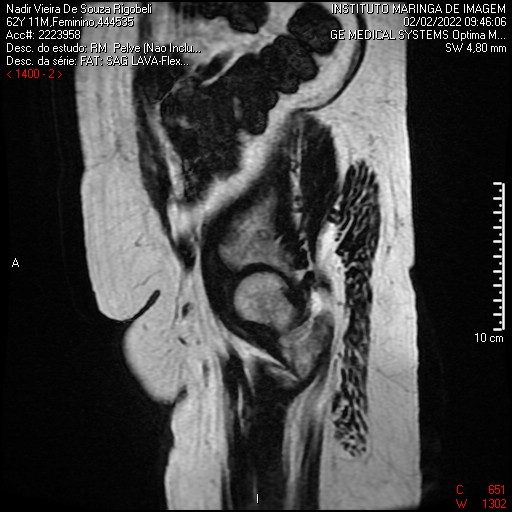 Nadir Vieira De Souza Rigobeli
62Y 11M,Feminino,444535
Acc#: 2223958
Desc. do estudo: RM  Pelve (Nao Inclu...
Desc. da série: FAT: SAG LAVA-Flex...
< 1400 - 2 >
INSTITUTO MARINGA DE IMAGEM
02/02/2022 09:46:06
GE MEDICAL SYSTEMS Optima M...
SW 4,80 mm
A
10 cm
I
C 651
W 1302